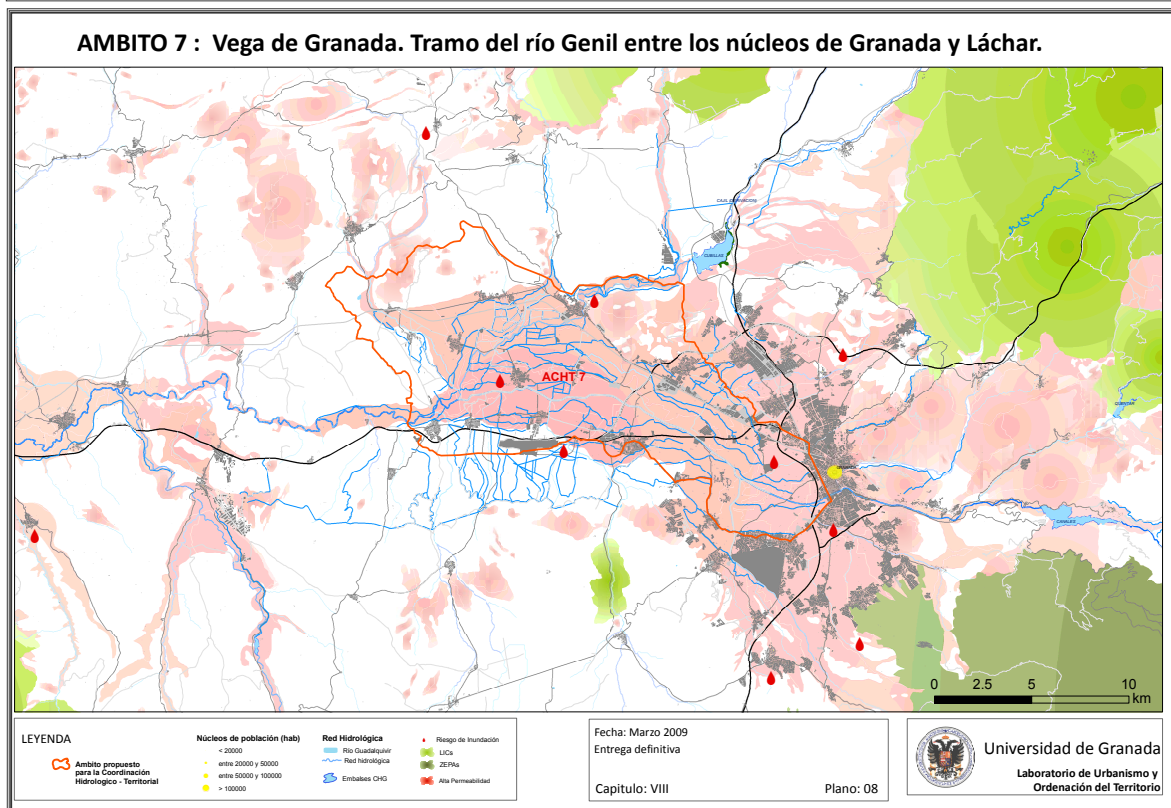 AMBITO 7 : Vega de Granada. Tramo del río Genil entre los núcleos de Granada y Láchar.
CUBILLAS
ACHT 7
QUENTAR
GRANADA
CANALES
0 2.5 5 10
km
LEYENDA
Ambito propuesto
para la Coordinación
Hidrologico - Territorial
Núcleos de población (hab)
< 20000
entre 20000 y 50000
entre 50000 y 100000
> 100000
Red Hidrológica
Río Guadalquivir
Red hidrológica
Embalses CHG
Riesgo de Inundación
LICs
ZEPAs
Alta Permeabilidad
Fecha: Marzo 2009
Entrega definitiva
Capitulo: VIII Plano: 08
Universidad de Granada
Laboratorio de Urbanismo y
Ordenación del Territorio